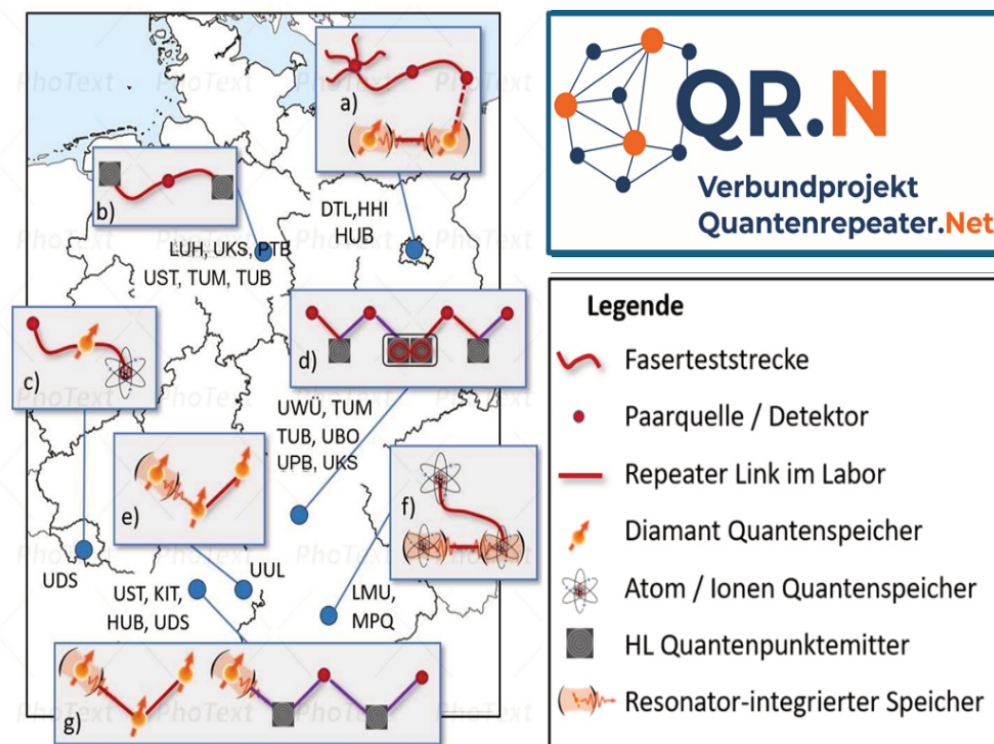 a)
b)
DTL,HHI
HUB
LUH, UKS, PTB
UST, TUM, TUB
c)
d)
UWÜ, TUM
TUB, UBO
UPB, UKS
e)
f)
UDS
UUL
UST, KIT,
HUB, UDS
LMU,
MPQ
g)
QR.N
Verbundprojekt
Quantenrepeater.Net
Legende
Faserteststrecke
Paarquelle / Detektor
Repeater Link im Labor
Diamant Quantenspeicher
Atom / Ionen Quantenspeicher
HL Quantenpunktemitter
Resonator-integrierter Speicher
PhoText